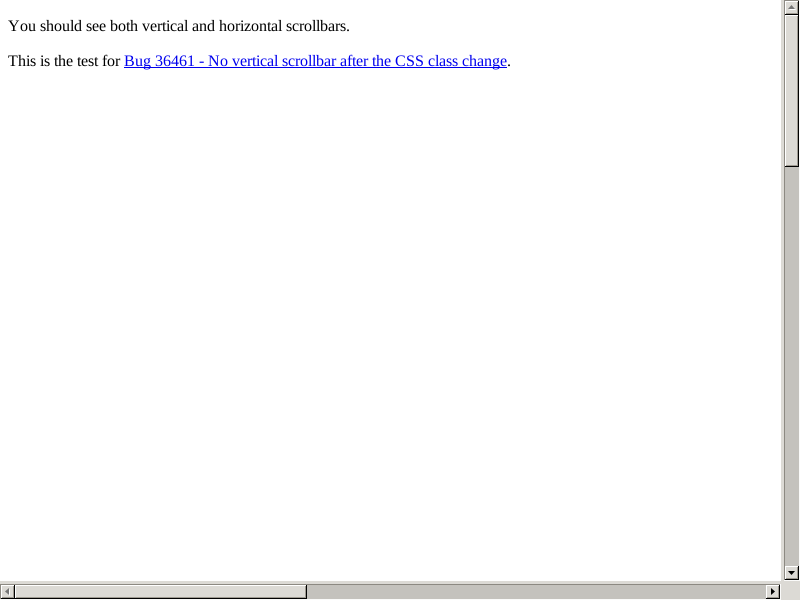 You should see both vertical and horizontal scrollbars.
This is the test for Bug 36461 - No vertical scrollbar after the CSS class change.